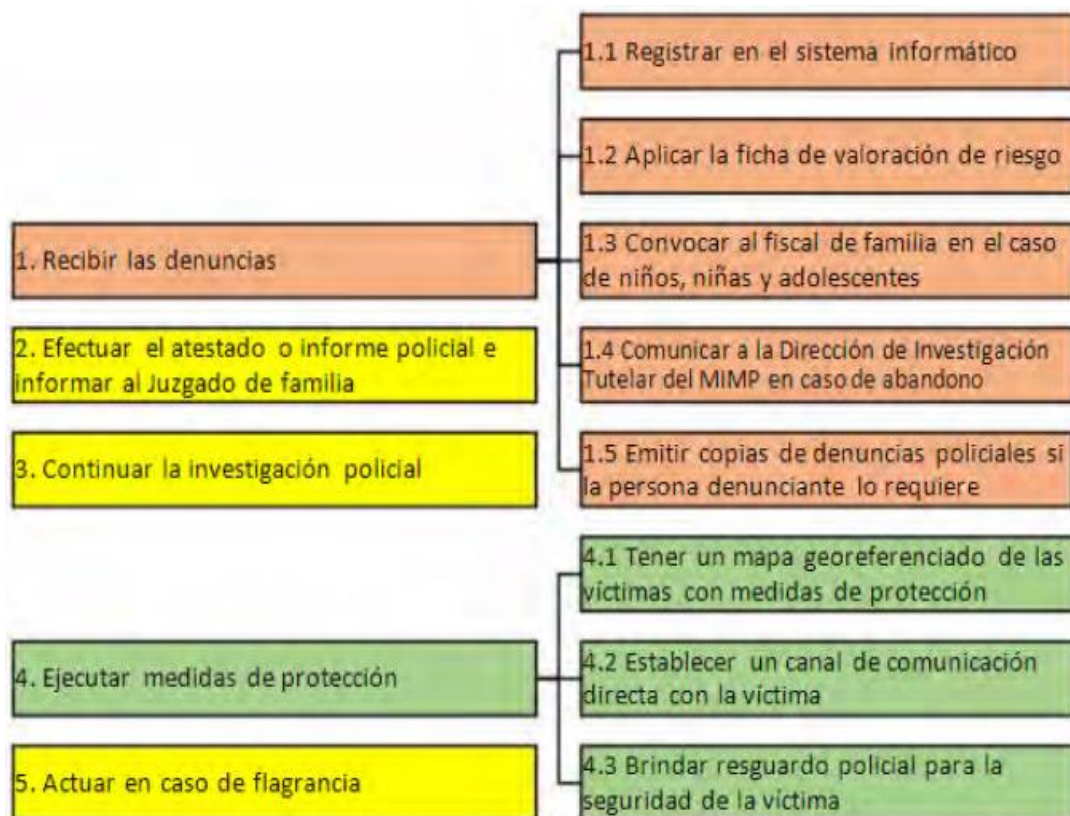 1. Recibir las denuncias
1.1 Registrar en el sistema informático
1.2 Aplicar la ficha de valoración de riesgo
1.3 Convocar al fiscal de familia en el caso
de niños, niñas y adolescentes
1.4 Comunicar a la Dirección de Investigación
Tutelar del MIMP en caso de abandono
1.5 Emitir copias de denuncias policiales si
la persona denunciante lo requiere
2. Efectuar el atestado o informe policial e
informar al Juzgado de familia
3. Continuar la investigación policial
4. Ejecutar medidas de protección
4.1 Tener un mapa georeferenciado de las
víctimas con medidas de protección
4.2 Establecer un canal de comunicación
directa con la víctima
4.3 Brindar resguardo policial para la
seguridad de la víctima
5. Actuar en caso de flagrancia